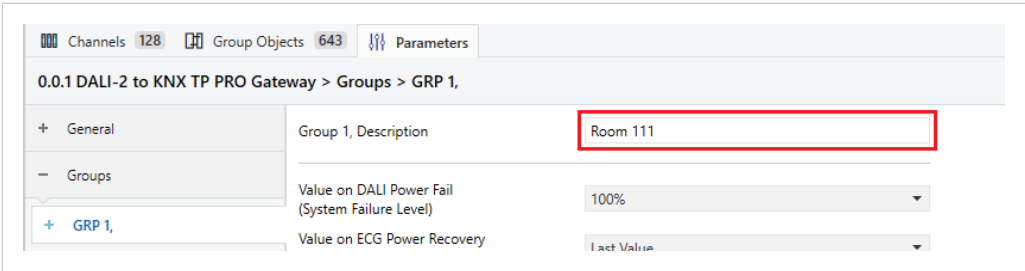 Channels 128 Group Objects 643 Parameters
0.0.1 DALI-2 to KNX TP PRO Gateway > Groups > GRP 1,
+ General
Group 1, Description Room 111
− Groups
Value on DALI Power Fail
(System Failure Level) 100%
+ GRP 1,
Value on ECG Power Recovery Last Value